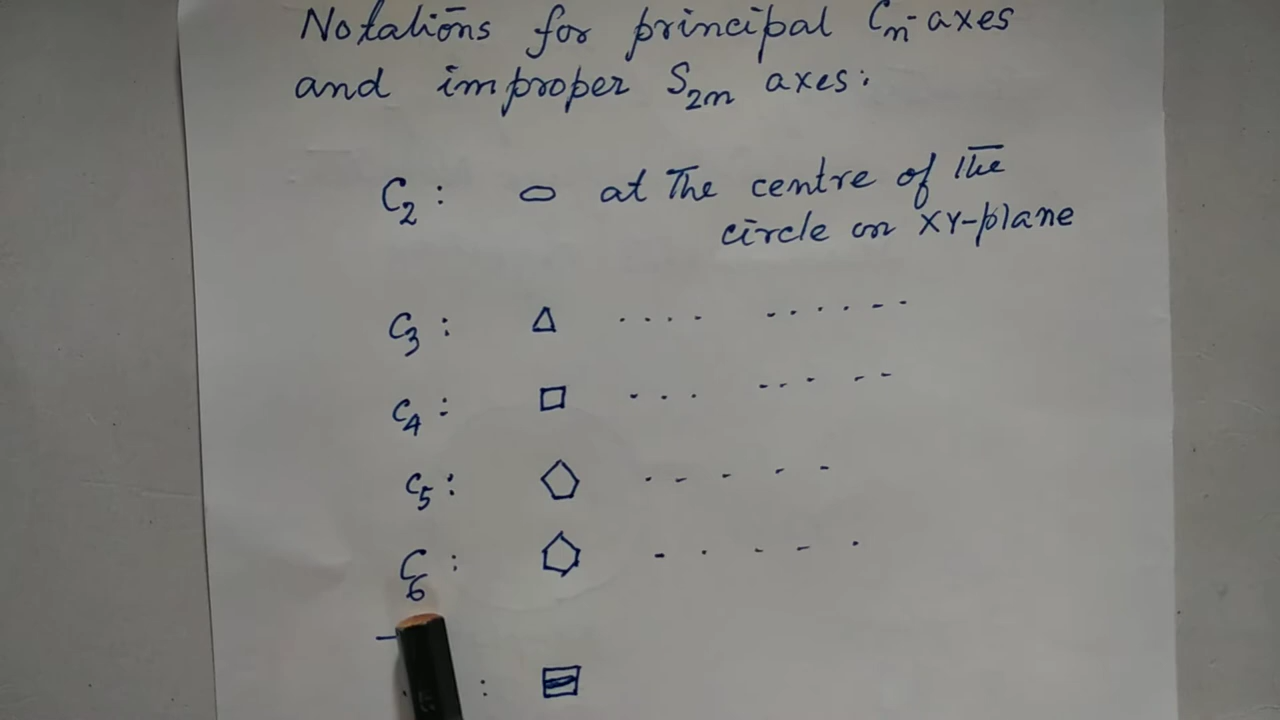 Notations for principal Cn-axes
and improper S2n axes:
C2: at the centre of the
circle on XY-plane
C3: .... ......
C4: ... ... ..
C5: .....
C6: .....
: